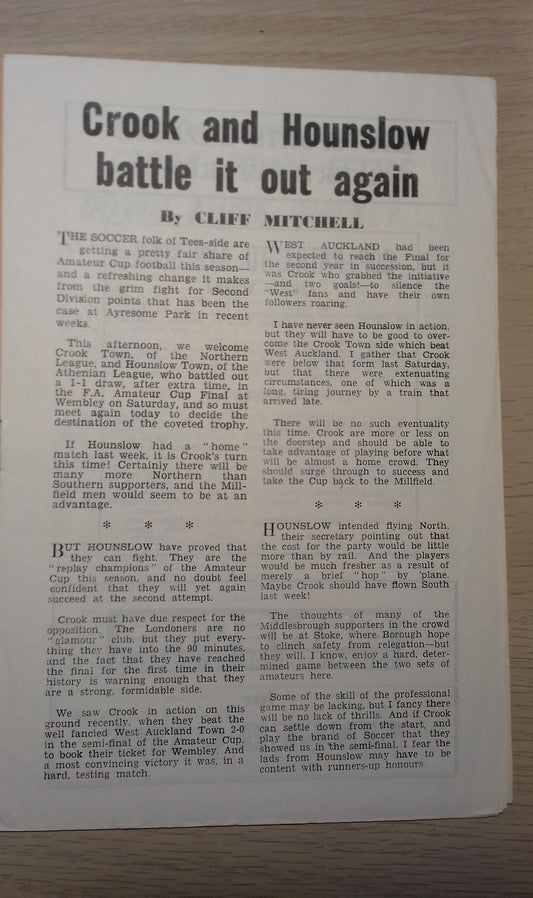 Crook and Hounslow
battle it out again
By CLIFF MITCHELL
THE SOCCER folk of Tees-side are
getting a pretty fair share of
Amateur Cup football this season—
and a refreshing change it makes
from the grim fight for Second
Division points that has been the
case at Ayresome Park in recent
weeks.
This afternoon, we welcome
Crook Town, of the Northern
League, and Hounslow Town, of the
Athenian League, who battled out
a 1-1 draw, after extra time, in
the F.A. Amateur Cup Final at
Wembley on Saturday, and so must
meet again today to decide the
destination of the coveted trophy.
If Hounslow had a "home"
match last week, it is Crook's turn
this time! Certainly there will be
many more Northern than
Southern supporters, and the Mill-
field men would seem to be at an
advantage.
* * *
BUT HOUNSLOW have proved that
they can fight. They are the
"replay champions" of the Amateur
Cup this season, and no doubt feel
confident that they will yet again
succeed at the second attempt.
Crook must have due respect for the
opposition. The Londoners are no
"glamour" club, but they put every-
thing they have into the 90 minutes,
and the fact that they have reached
the final for the first time in their
history is warning enough that they
are a strong, formidable side.
We saw Crook in action on this
ground recently, when they beat the
well fancied West Auckland Town 2-0
in the semi-final of the Amateur Cup,
to book their ticket for Wembley. And
a most convincing victory it was, in a
hard, testing match.
WEST AUCKLAND had been
expected to reach the Final for
the second year in succession, but it
was Crook who grabbed the initiative
—and two goals!—to silence the
"West" fans and have their own
followers roaring.
I have never seen Hounslow in action,
but they will have to be good to over-
come the Crook Town side which beat
West Auckland. I gather that Crook
were below that form last Saturday,
but that there were extenuating
circumstances, one of which was a
long, tiring journey by a train that
arrived late.
There will be no such eventuality
this time. Crook are more or less on
the doorstep and should be able to
take advantage of playing before what
will be almost a home crowd. They
should surge through to success and
take the Cup back to the Millfield.
* * *
HOUNSLOW intended flying North,
their secretary pointing out that
the cost for the party would be little
more than by rail. And the players
would be much fresher as a result of
merely a brief "hop" by 'plane.
Maybe Crook should have flown South
last week!
The thoughts of many of the
Middlesbrough supporters in the crowd
will be at Stoke, where Borough hope
to clinch safety from relegation—but
they will, I know, enjoy a hard, deter-
mined game between the two sets of
amateurs here.
Some of the skill of the professional
game may be lacking, but I fancy there
will be no lack of thrills. And if Crook
can settle down from the start, and
play the brand of Soccer that they
showed us in the semi-final, I fear the
lads from Hounslow may have to be
content with runners-up honours.